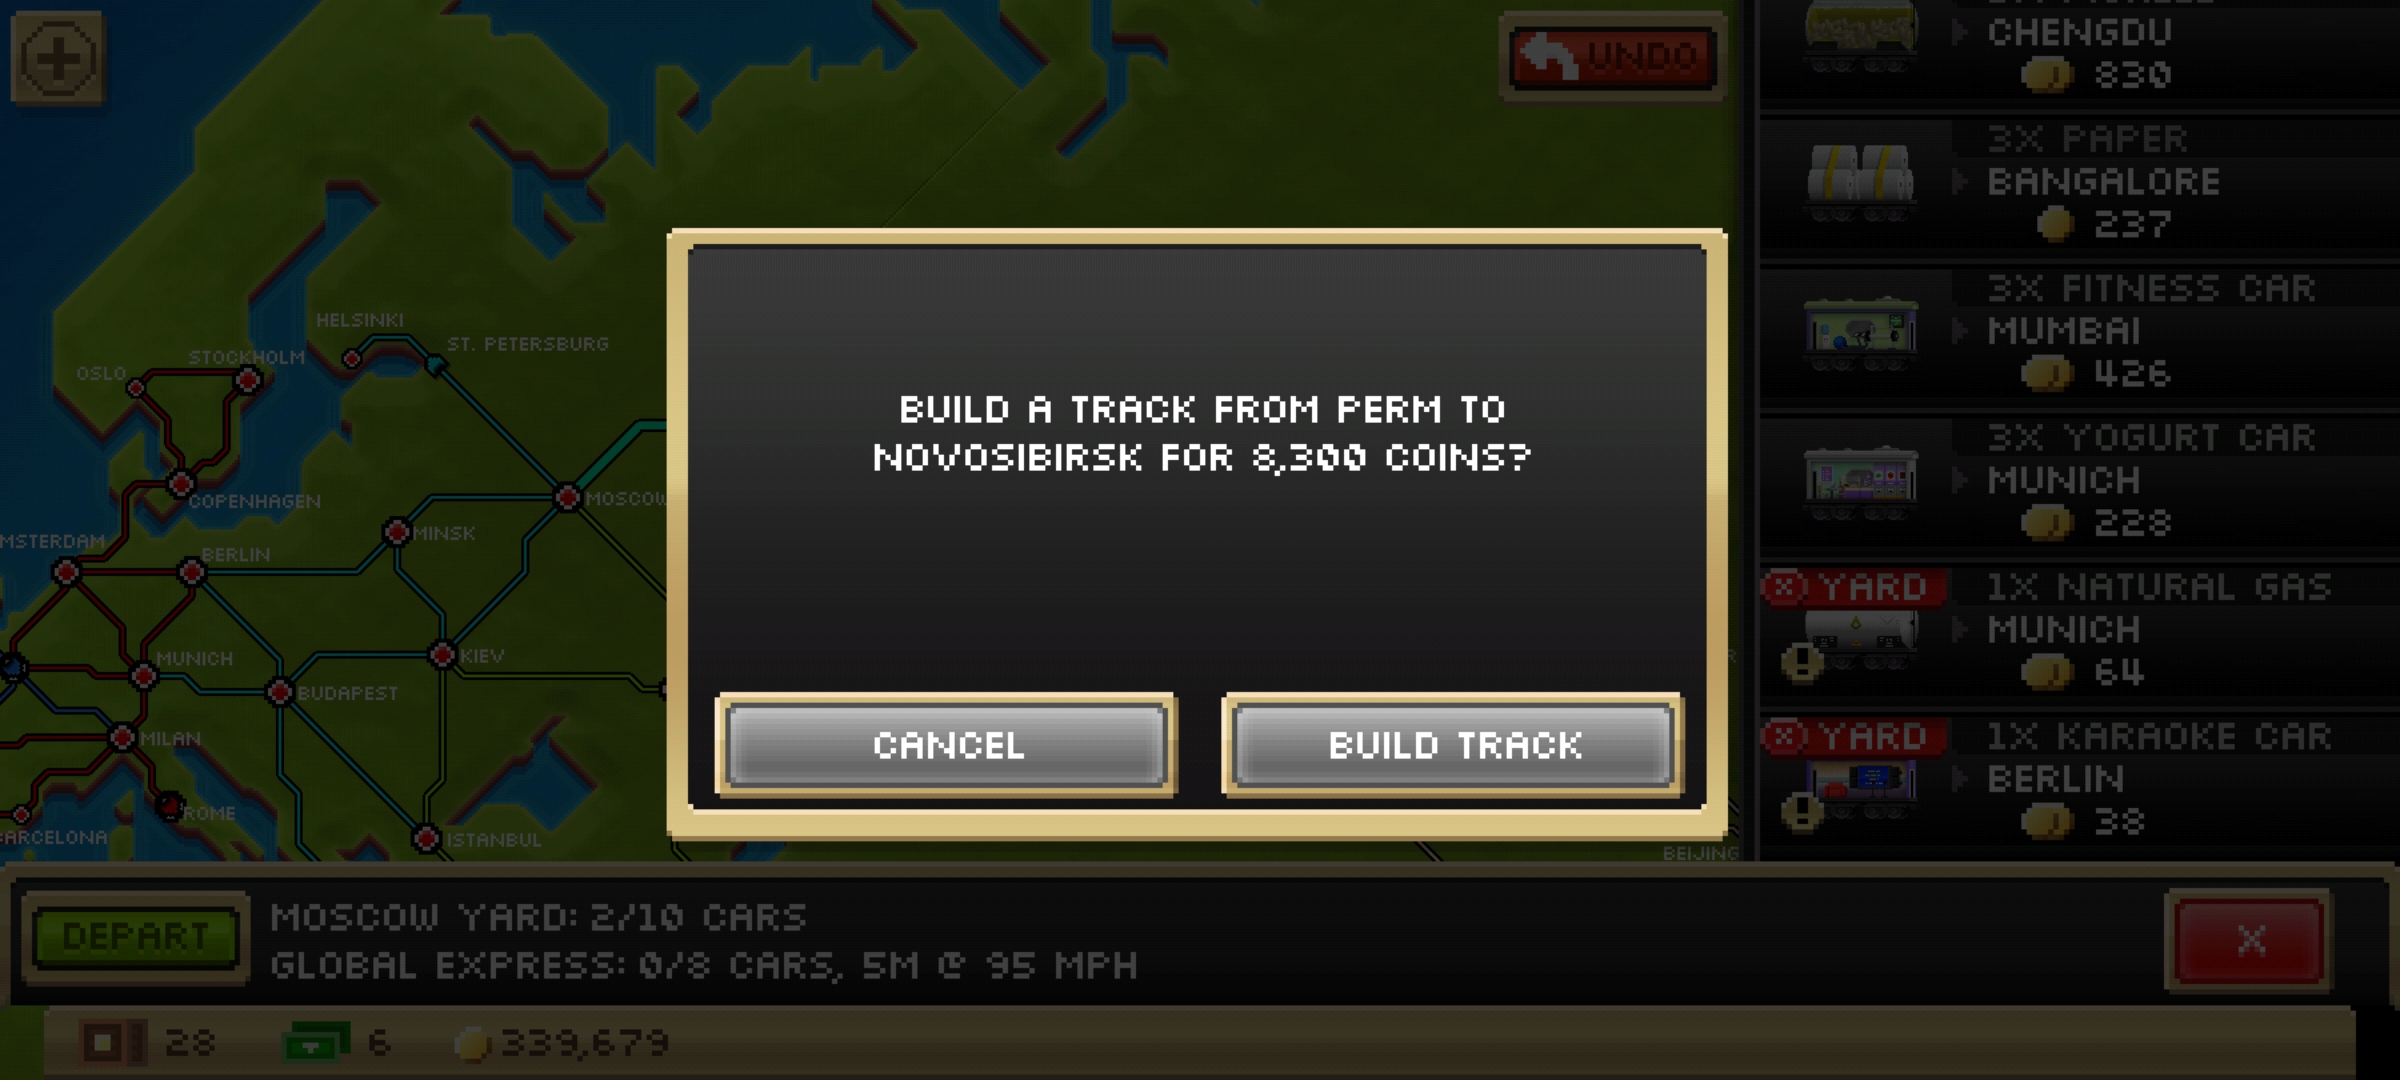 UNDO
CHENGDU
830
3X PAPER
BANGALORE
237
3X FITNESS CAR
MUMBAI
426
3X YOGURT CAR
MUNICH
228
YARD
1X NATURAL GAS
MUNICH
64
YARD
1X KARAOKE CAR
BERLIN
38
HELSINKI
ST. PETERSBURG
STOCKHOLM
OSLO
COPENHAGEN
MOSCOW
MINSK
MSTERDAM
BERLIN
MUNICH
KIEV
BUDAPEST
MILAN
ROME
ARCELONA
ISTANBUL
BEIJING
BUILD A TRACK FROM PERM TO
NOVOSIBIRSK FOR 8,300 COINS?
CANCEL
BUILD TRACK
DEPART
MOSCOW YARD: 2/10 CARS
GLOBAL EXPRESS: 0/8 CARS, 5M @ 95 MPH
X
28
6
339,679